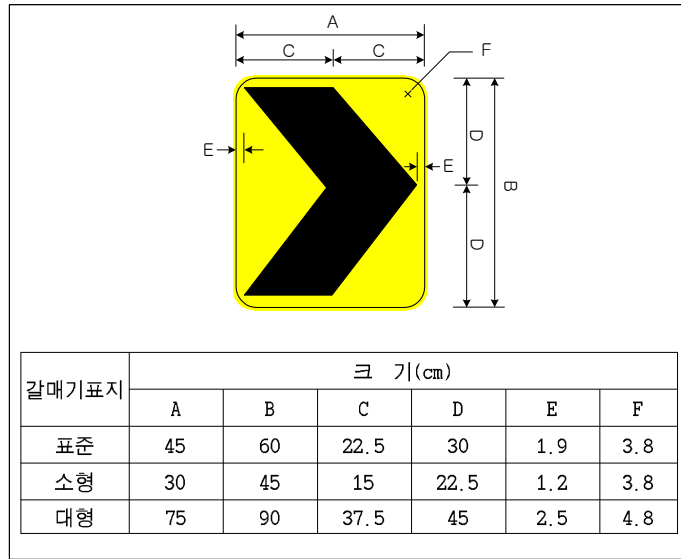 A
C C F
E E D
B
D
갈매기표지 크 기(cm)
A B C D E F
표준 45 60 22.5 30 1.9 3.8
소형 30 45 15 22.5 1.2 3.8
대형 75 90 37.5 45 2.5 4.8